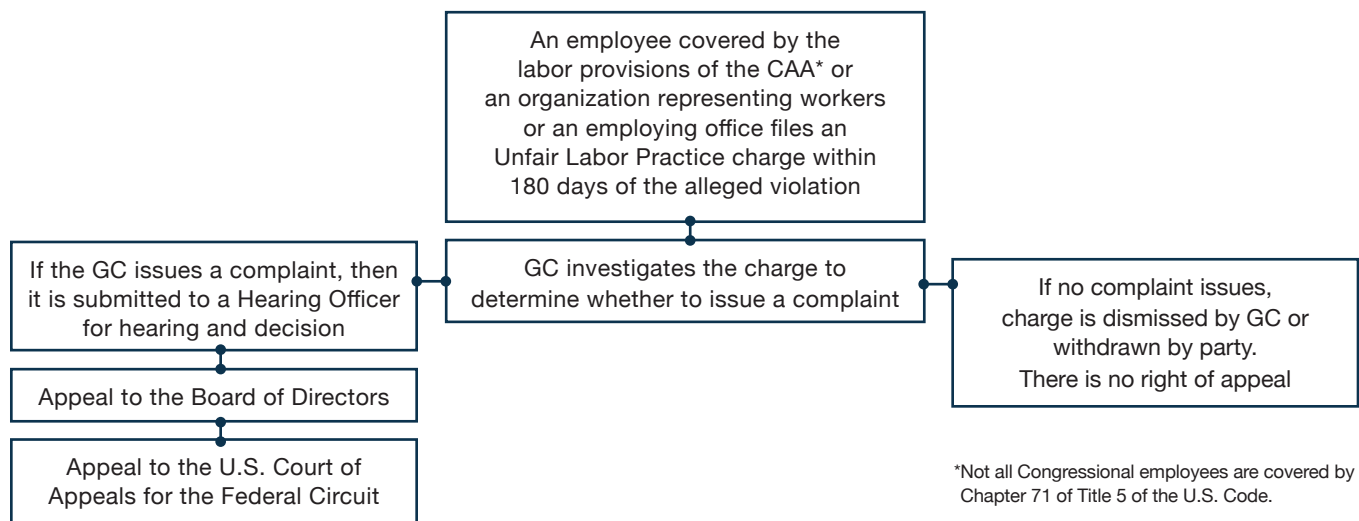 An employee covered by the
labor provisions of the CAA* or
an organization representing workers
or an employing office files an
Unfair Labor Practice charge within
180 days of the alleged violation
GC investigates the charge to
determine whether to issue a complaint
If the GC issues a complaint, then
it is submitted to a Hearing Officer
for hearing and decision
Appeal to the Board of Directors
Appeal to the U.S. Court of
Appeals for the Federal Circuit
If no complaint issues,
charge is dismissed by GC or
withdrawn by party.
There is no right of appeal
*Not all Congressional employees are covered by
Chapter 71 of Title 5 of the U.S. Code.